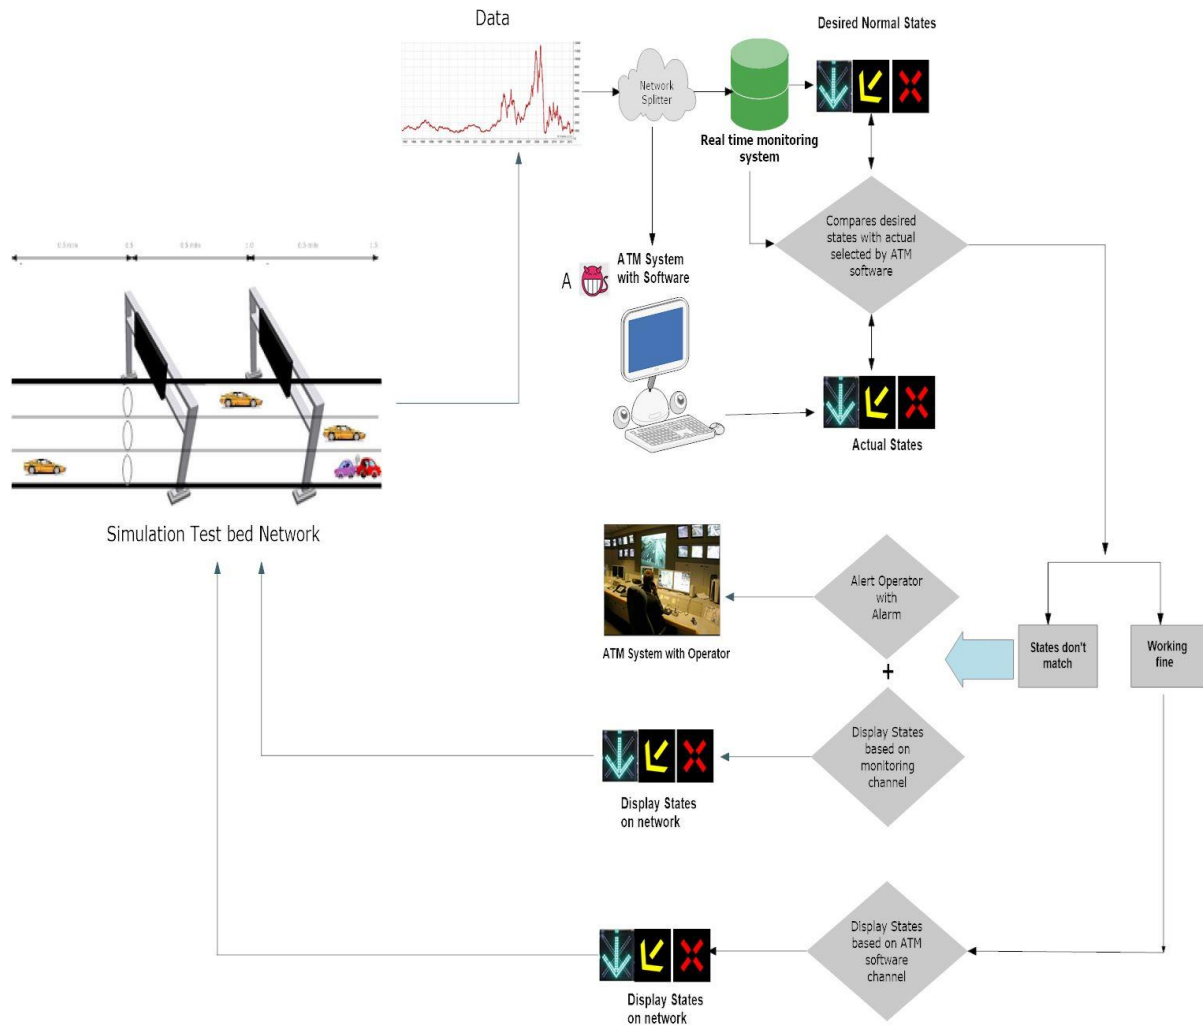 Data
Desired Normal States
Network
Splitter
Real time monitoring
system
Compares desired
states with actual
selected by ATM
software
A
ATM System
with Software
Actual States
Simulation Test bed Network
Alert Operator
with
Alarm
ATM System with Operator
+
States don't
match
Working
fine
Display States
based on
monitoring
channel
Display States
on network
Display States
based on ATM
software
channel
Display States
on network